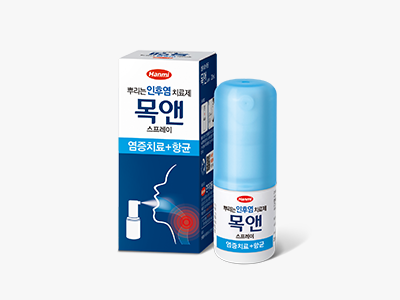 Hanmi
뿌리는 인후염 치료제
목앤
스프레이
염증치료+항균
Hanmi
뿌리는 인후염 치료제
목앤
스프레이
염증치료+항균